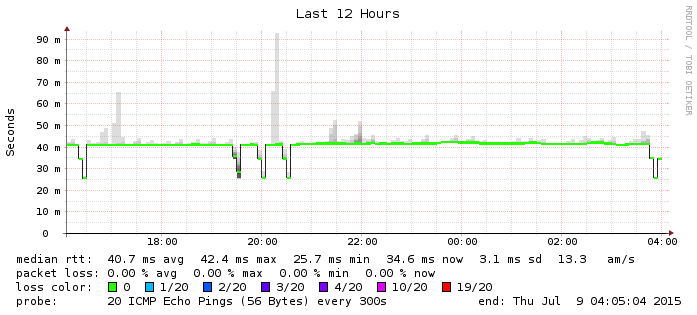 Last 12 Hours
RRDTOOL / TOBI OETIKER
Seconds
90 m
80 m
70 m
60 m
50 m
40 m
30 m
20 m
10 m
0
18:00 20:00 22:00 00:00 02:00 04:00
median rtt: 40.7 ms avg 42.4 ms max 25.7 ms min 34.6 ms now 3.1 ms sd 13.3 am/s
packet loss: 0.00 % avg 0.00 % max 0.00 % min 0.00 % now
loss color: 0 1/20 2/20 3/20 4/20 10/20 19/20
probe: 20 ICMP Echo Pings (56 Bytes) every 300s end: Thu Jul 9 04:05:04 2015